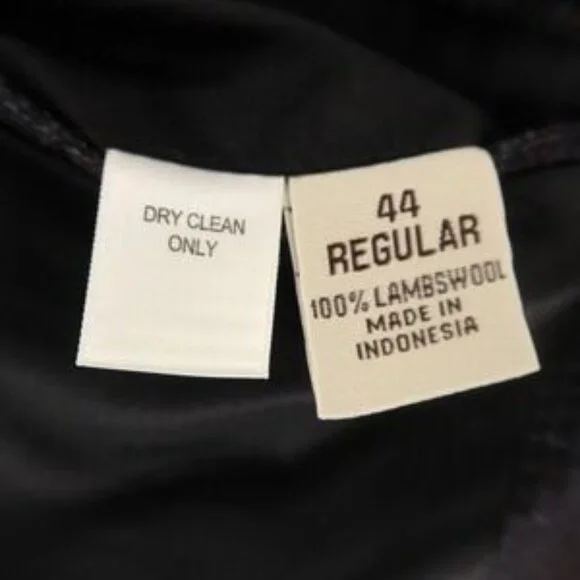 DRY CLEAN
ONLY
44
REGULAR
100% LAMBSWOOL
MADE IN
INDONESIA